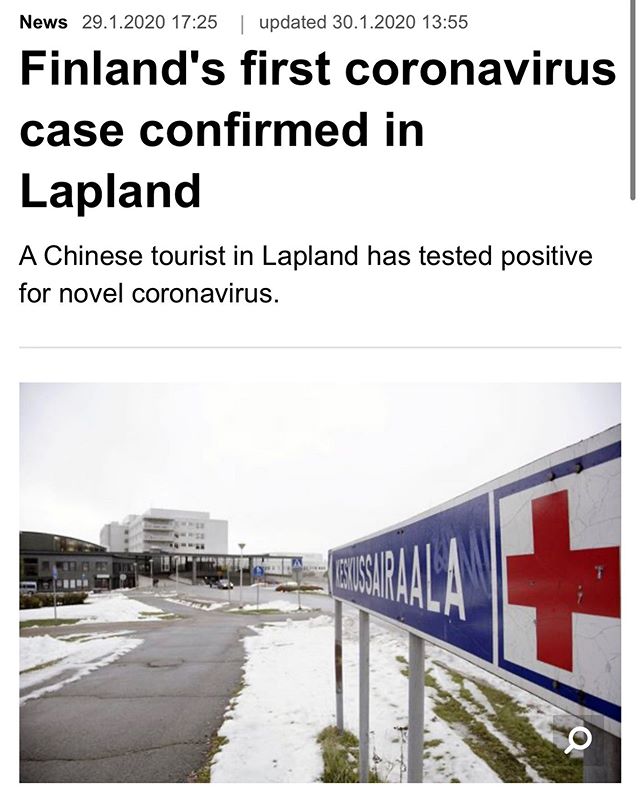 News 29.1.2020 17:25 | updated 30.1.2020 13:55
Finland's first coronavirus
case confirmed in
Lapland
A Chinese tourist in Lapland has tested positive
for novel coronavirus.
KESKUSSAIRAALA